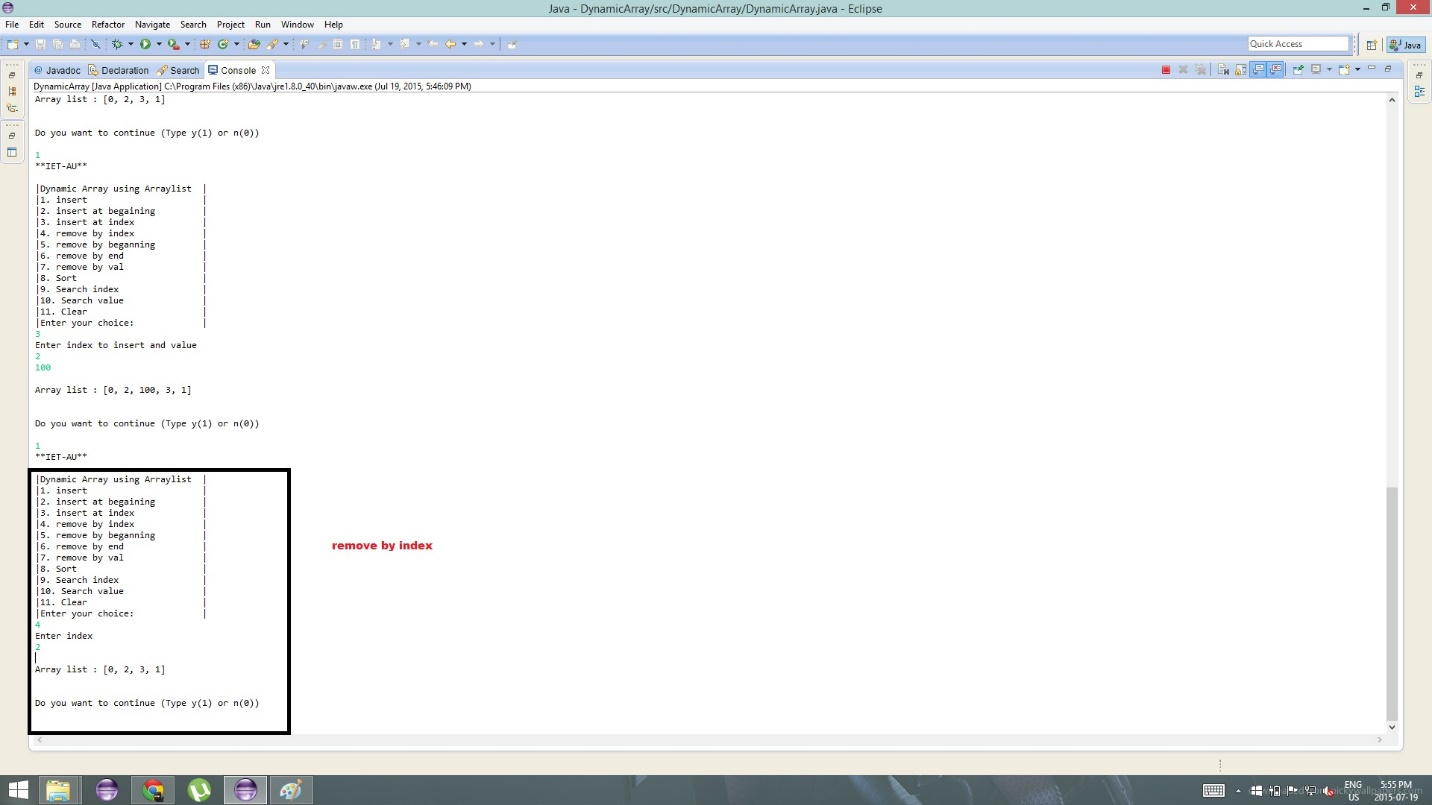 Java - DynamicArray/src/DynamicArray/DynamicArray.java - Eclipse
File Edit Source Refactor Navigate Search Project Run Window Help
Quick Access
Java
@ Javadoc Declaration Search Console
DynamicArray [Java Application] C:\Program Files (x86)\Java\jre1.8.0_40\bin\javaw.exe (Jul 19, 2015, 5:46:09 PM)
Array list : [0, 2, 3, 1]
Do you want to continue (Type y(1) or n(0))
1
**IET-AU**
|Dynamic Array using Arraylist |
|1. insert |
|2. insert at begaining |
|3. insert at index |
|4. remove by index |
|5. remove by beganning |
|6. remove by end |
|7. remove by val |
|8. Sort |
|9. Search index |
|10. Search value |
|11. Clear |
|Enter your choice: |
3
Enter index to insert and value
2
100
Array list : [0, 2, 100, 3, 1]
Do you want to continue (Type y(1) or n(0))
1
**IET-AU**
|Dynamic Array using Arraylist |
|1. insert |
|2. insert at begaining |
|3. insert at index |
|4. remove by index |
|5. remove by beganning |
|6. remove by end |
|7. remove by val |
|8. Sort |
|9. Search index |
|10. Search value |
|11. Clear |
|Enter your choice: |
remove by index
4
Enter index
2
Array list : [0, 2, 3, 1]
Do you want to continue (Type y(1) or n(0))
ENG 5:55 PM
US 2015-07-19